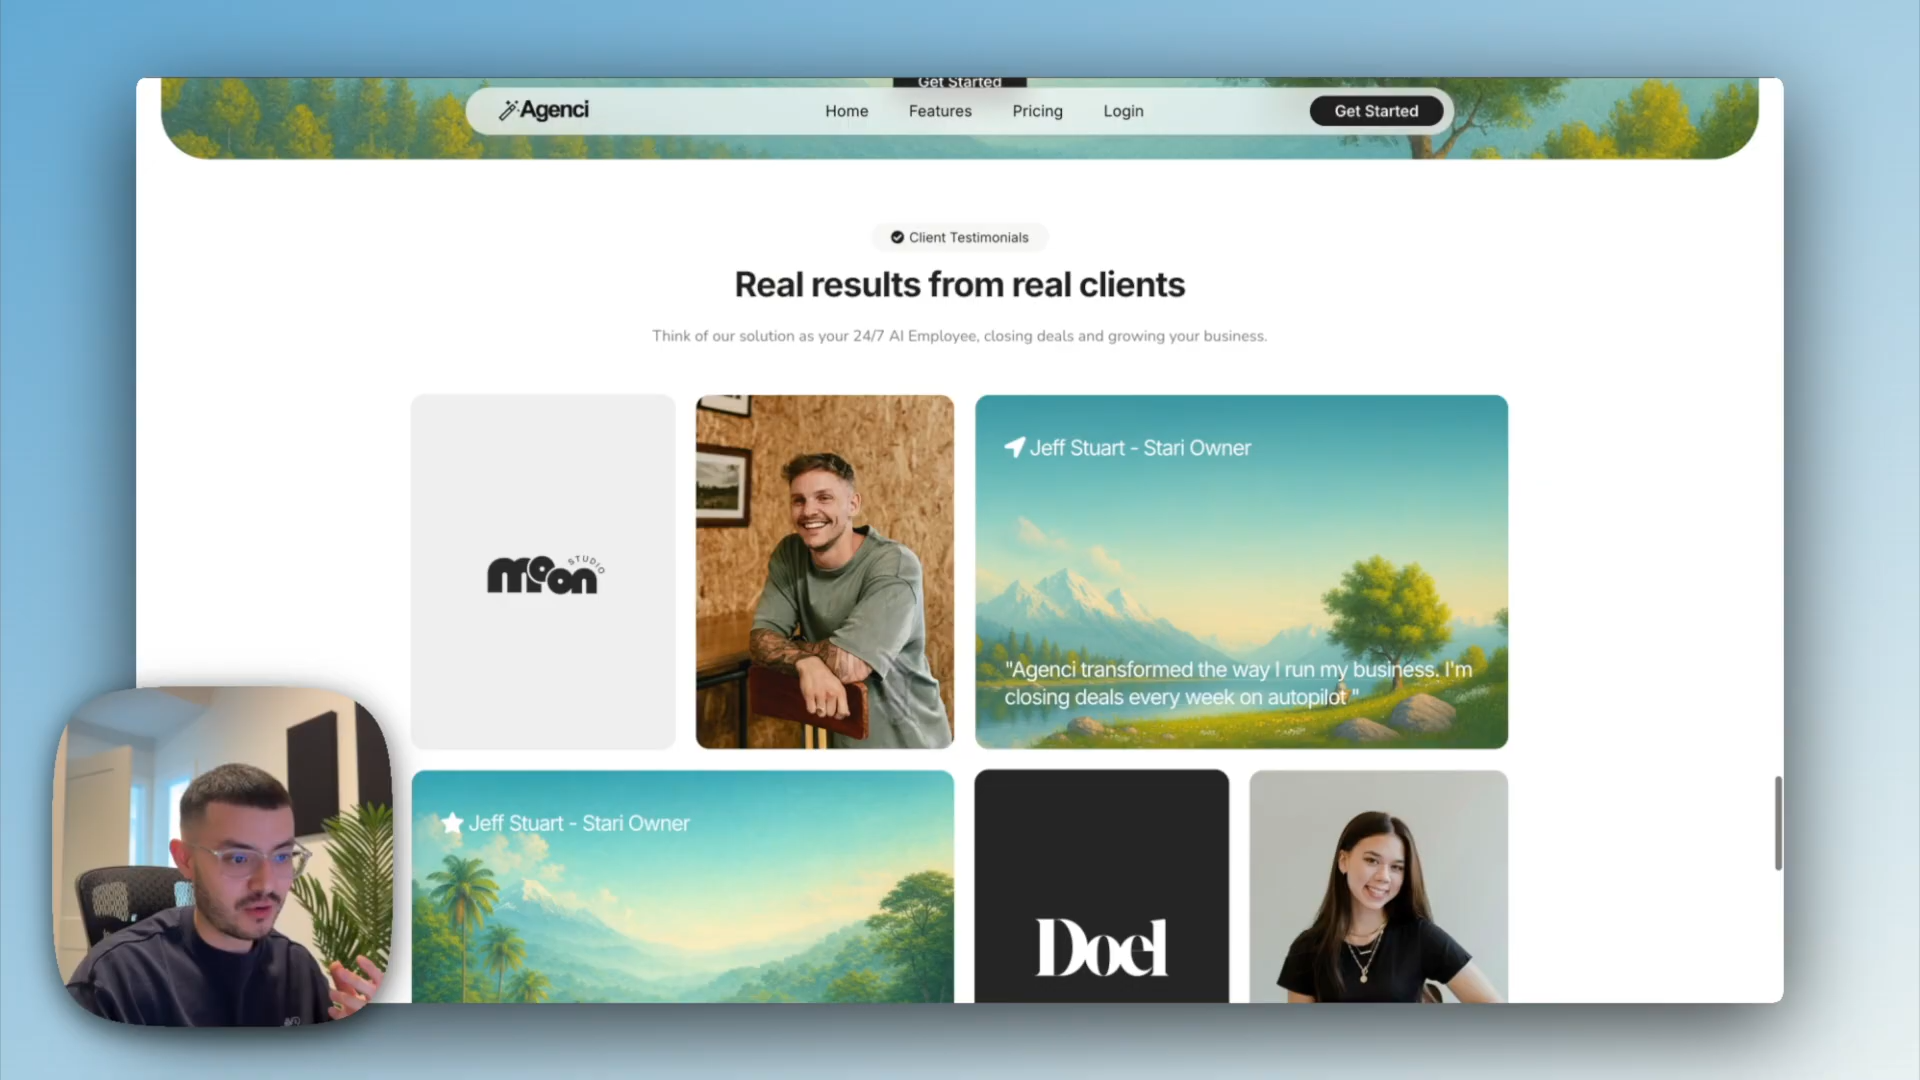 Get Started
Agenci
Home
Features
Pricing
Login
Get Started
Client Testimonials
Real results from real clients
Think of our solution as your 24/7 AI Employee, closing deals and growing your business.
moon
STUDIO
Jeff Stuart - Stari Owner
"Agenci transformed the way I run my business. I'm
closing deals every week on autopilot "
Jeff Stuart - Stari Owner
Doel